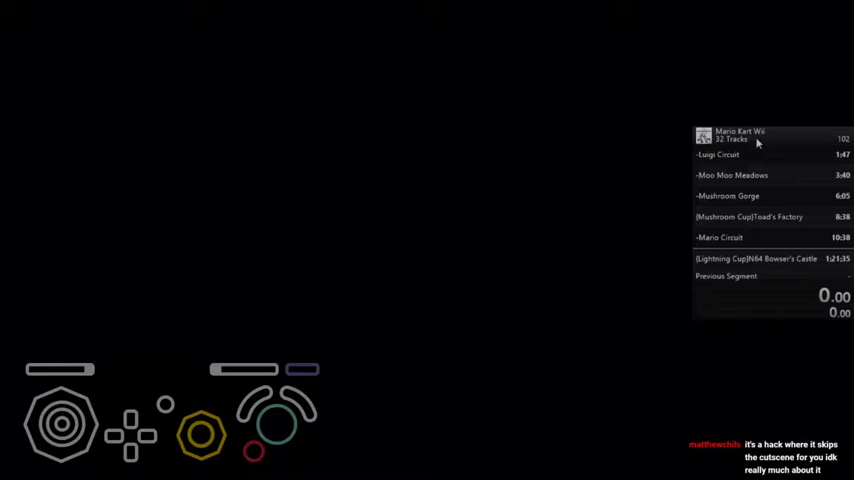 Mario Kart Wii
32 Tracks 102
-Luigi Circuit 1:47
-Moo Moo Meadows 3:40
-Mushroom Gorge 6:05
{Mushroom Cup}Toad's Factory 8:38
-Mario Circuit 10:38
{Lightning Cup}N64 Bowser's Castle 1:21:35
Previous Segment -
0.00
0.00
matthewchils it's a hack where it skips
the cutscene for you idk
really much about it